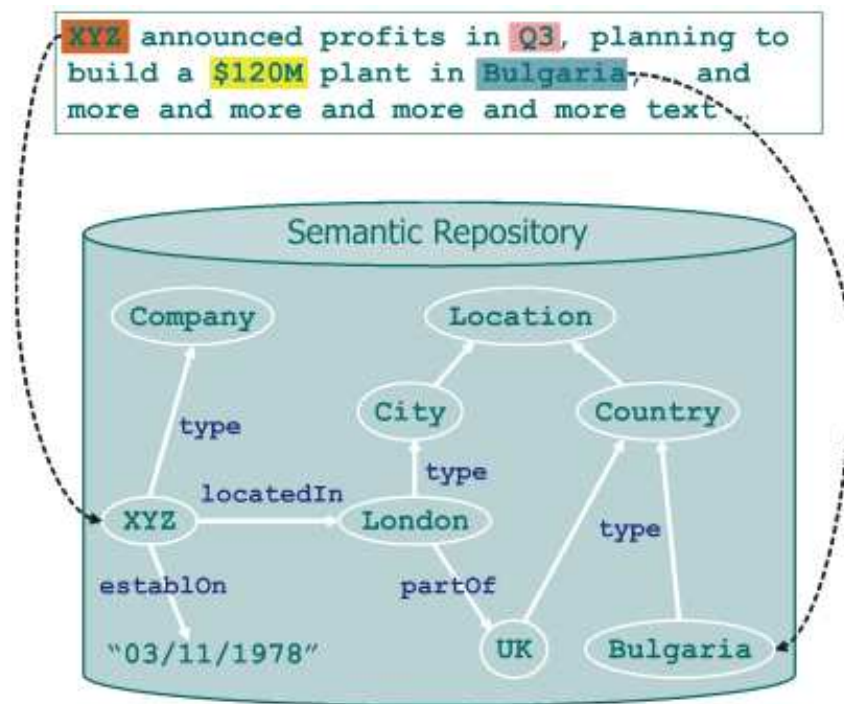 XYZ announced profits in Q3, planning to
build a $120M plant in Bulgaria, and
more and more and more and more text
Semantic Repository
Company
Location
City
Country
type
type
locatedIn
XYZ
London
type
establOn
partOf
"03/11/1978"
UK
Bulgaria